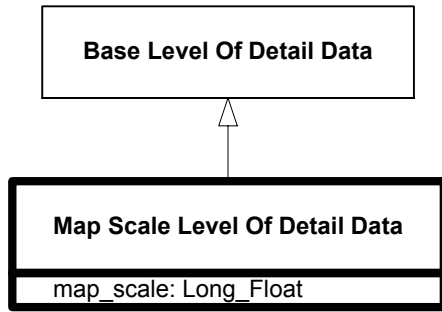 Base Level Of Detail Data
Map Scale Level Of Detail Data
map_scale: Long_Float